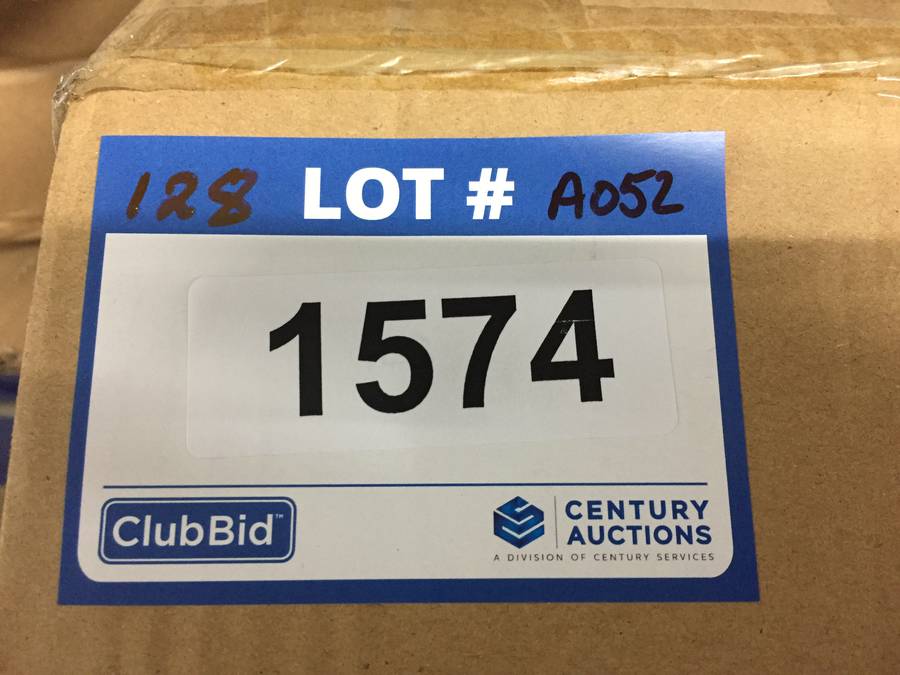 128 LOT # A052
1574
ClubBid™
CENTURY
AUCTIONS
A DIVISION OF CENTURY SERVICES